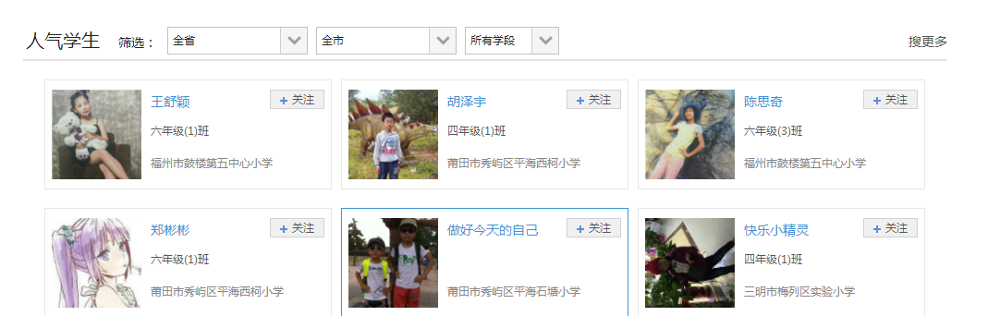 人气学生 筛选： 全省 全市 所有学段 搜更多
王舒颖 + 关注
六年级(1)班
福州市鼓楼第五中心小学
胡泽宇 + 关注
四年级(1)班
莆田市秀屿区平海西柯小学
陈思奇 + 关注
六年级(3)班
福州市鼓楼第五中心小学
郑彬彬 + 关注
六年级(1)班
莆田市秀屿区平海西柯小学
做好今天的自己 + 关注
莆田市秀屿区平海石塘小学
快乐小精灵 + 关注
四年级(1)班
三明市梅列区实验小学